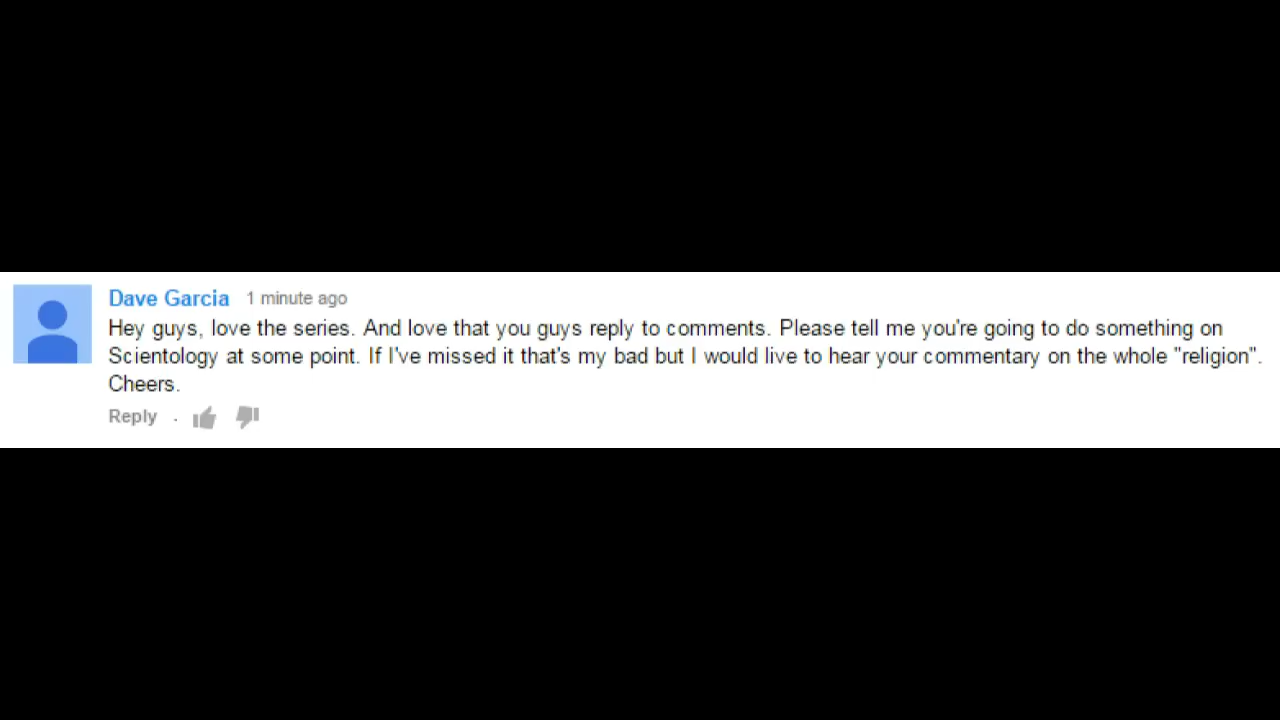 Dave Garcia 1 minute ago
Hey guys, love the series. And love that you guys reply to comments. Please tell me you're going to do something on
Scientology at some point. If I've missed it that's my bad but I would live to hear your commentary on the whole "religion".
Cheers.
Reply .